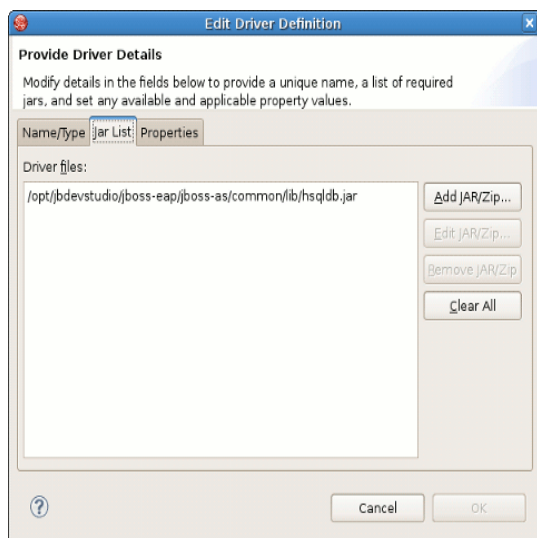 Edit Driver Definition
Provide Driver Details
Modify details in the fields below to provide a unique name, a list of required
jars, and set any available and applicable property values.
Name/Type Jar List Properties
Driver files:
/opt/jbdevstudio/jboss-eap/jboss-as/common/lib/hsqldb.jar
Add JAR/Zip...
Edit JAR/Zip...
Remove JAR/Zip
Clear All
Cancel OK